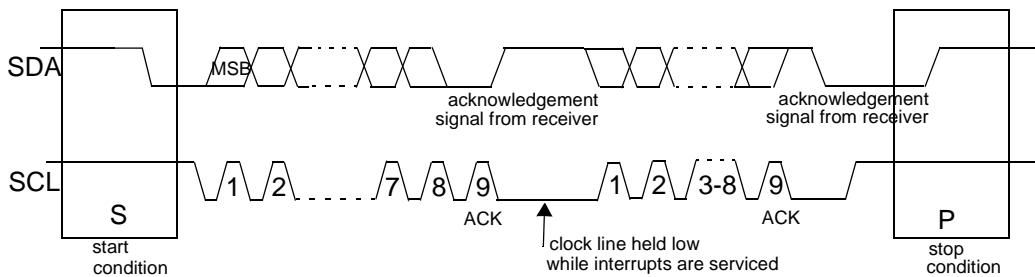 SDA
MSB
acknowledgement
signal from receiver
acknowledgement
signal from receiver
SCL
1 2 7 8 9 1 2 3-8 9
S
ACK
ACK
P
start
condition
clock line held low
while interrupts are serviced
stop
condition